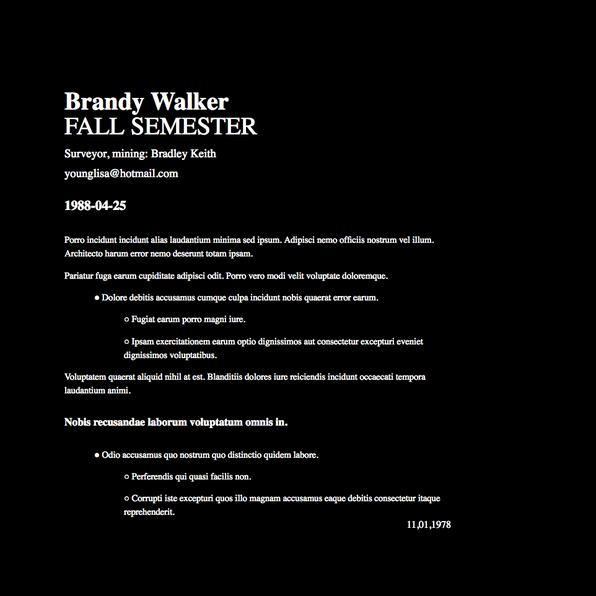 Brandy Walker
FALL SEMESTER
Surveyor, mining: Bradley Keith
younglisa@hotmail.com
1988-04-25
Porro incidunt incidunt alias laudantium minima sed ipsum. Adipisci nemo officiis nostrum vel illum.
Architecto harum error nemo deserunt totam ipsam.
Pariatur fuga earum cupiditate adipisci odit. Porro vero modi velit voluptate doloremque.
● Dolore debitis accusamus cumque culpa incidunt nobis quaerat error earum.
○ Fugiat earum porro magni iure.
○ Ipsam exercitationem earum optio dignissimos aut consectetur excepturi eveniet
dignissimos voluptatibus.
Voluptatem quaerat aliquid nihil at est. Blanditiis dolores iure reiciendis incidunt occaecati tempora
laudantium animi.
Nobis recusandae laborum voluptatum omnis in.
● Odio accusamus quo nostrum quo distinctio quidem labore.
○ Perferendis qui quasi facilis non.
○ Corrupti iste excepturi quos illo magnam accusamus eaque debitis consectetur itaque
reprehenderit.
11,01,1978